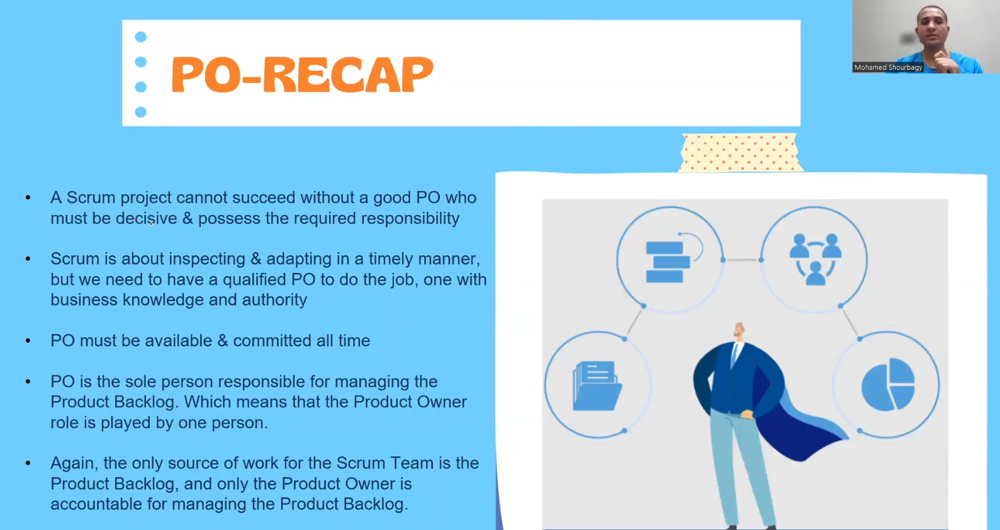 PO-RECAP
Mohamed Shourbagy
• A Scrum project cannot succeed without a good PO who
must be decisive & possess the required responsibility
• Scrum is about inspecting & adapting in a timely manner,
but we need to have a qualified PO to do the job, one with
business knowledge and authority
• PO must be available & committed all time
• PO is the sole person responsible for managing the
Product Backlog. Which means that the Product Owner
role is played by one person.
• Again, the only source of work for the Scrum Team is the
Product Backlog, and only the Product Owner is
accountable for managing the Product Backlog.